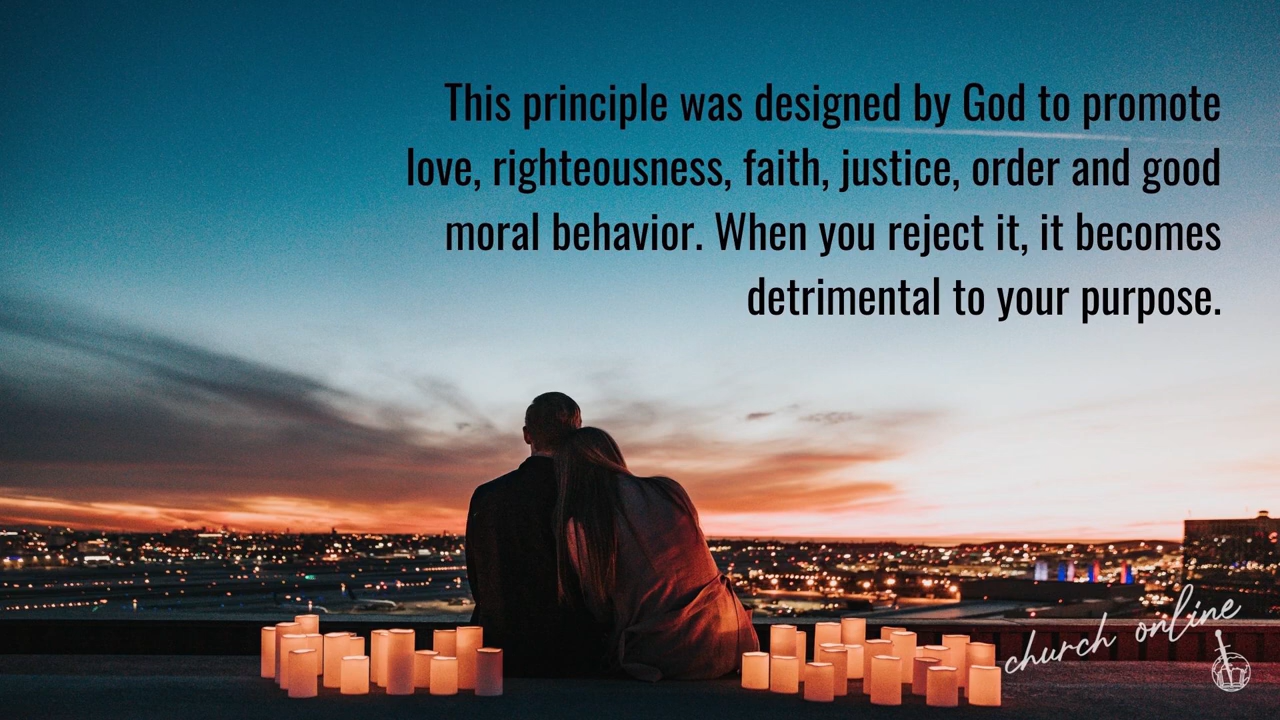 This principle was designed by God to promote
love, righteousness, faith, justice, order and good
moral behavior. When you reject it, it becomes
detrimental to your purpose.
church online